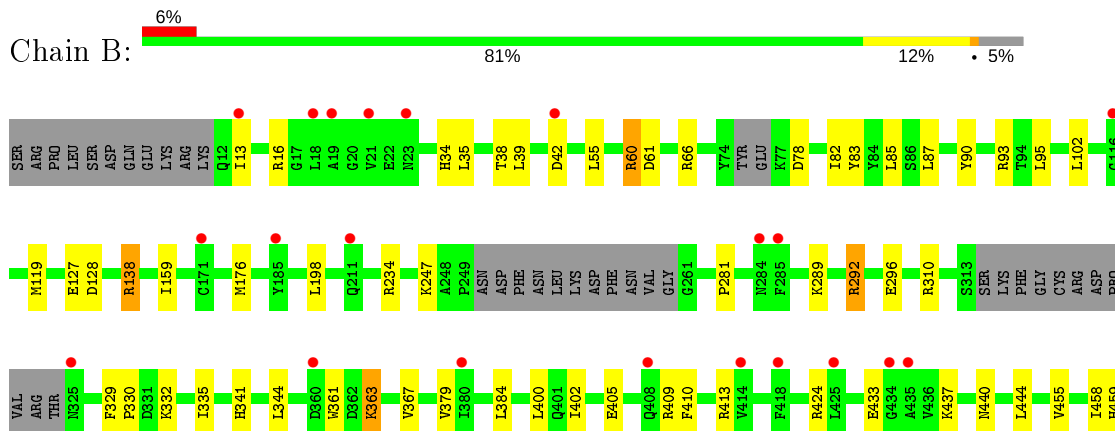 6%
Chain B:
81%
12%
5%
SER ARG PRO LEU SER ASP GLN GLU LYS ARG LYS Q12 I13 R16 G17 L18 A19 G20 V21 E22 N23 H34 L35 T38 L39 D42 L55 R60 D61 R66 Y74 TYR GLU K77 D78 I82 Y83 Y84 L85 S86 L87 Y90 R93 T94 L95 L102 G116
M119 E127 D128 R138 I159 C171 M176 Y185 L198 Q211 R234 K247 A248 P249 ASN ASP PHE ASN LEU LYS ASP PHE ASN VAL GLY G261 P281 N284 F285 K289 R292 E296 R310 S313 SER LYS PHE GLY CYS ARG ASP PRO
VAL ARG THR N325 F329 P330 D331 K332 I335 H341 L344 D360 W361 D362 K363 V367 V379 I380 L384 L400 Q401 I402 E405 Q408 R409 F410 R413 V414 F418 R424 L425 E433 G434 A435 V436 K437 N440 L444 V455 I458 H459